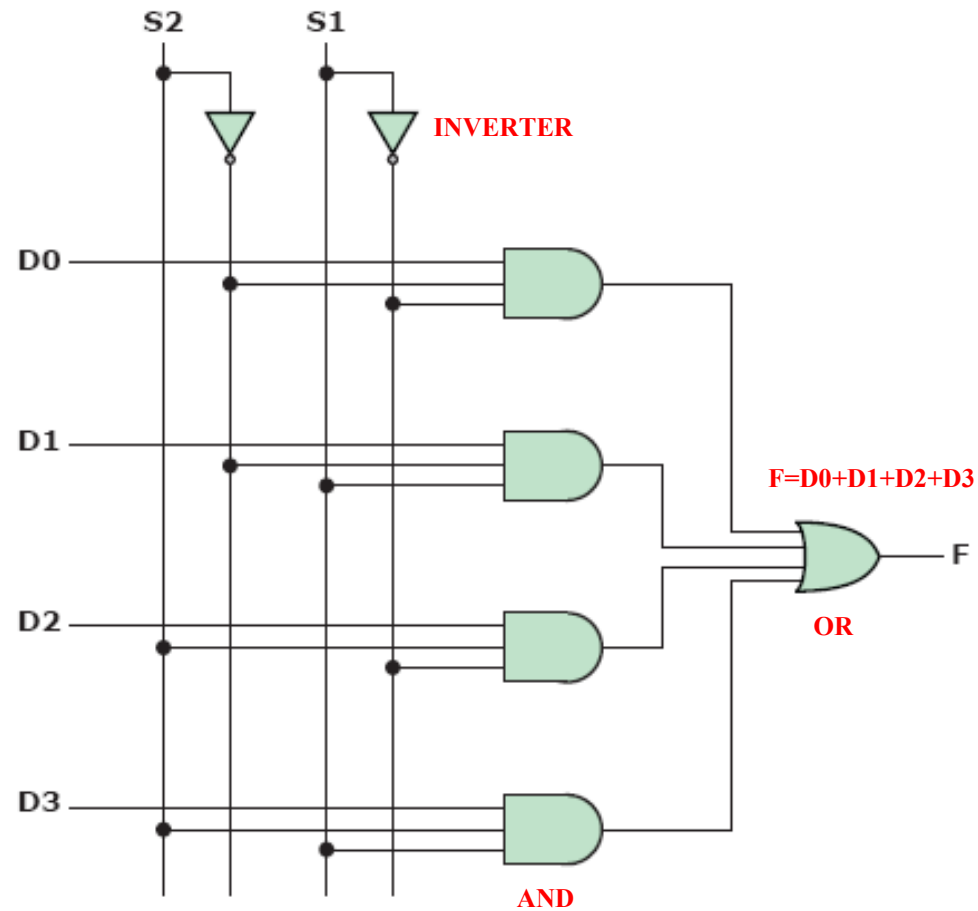 S2
S1
INVERTER
D0
D1
F=D0+D1+D2+D3
F
D2
OR
D3
AND